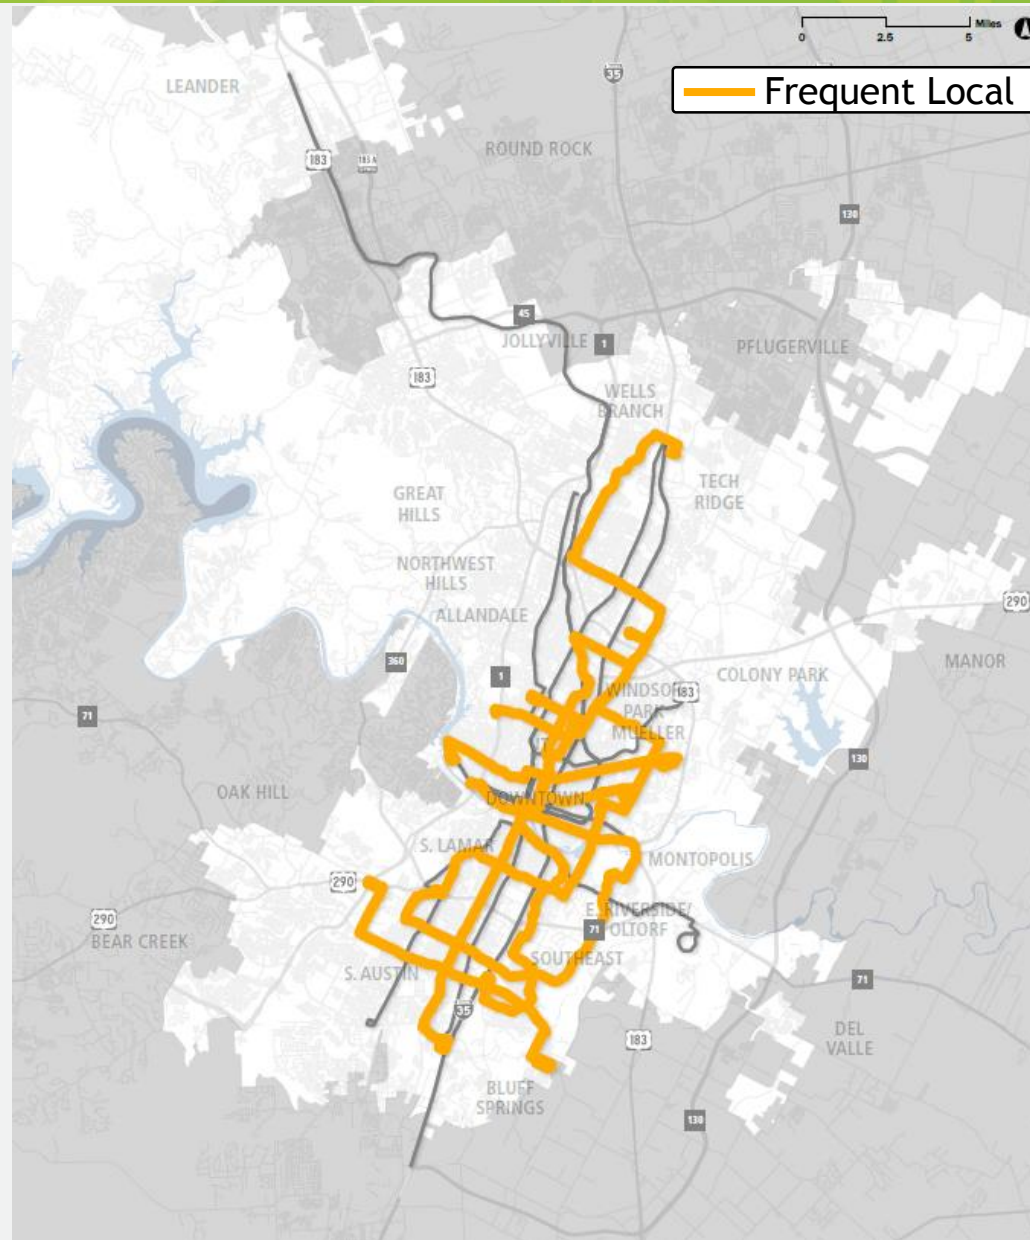 Miles
0 2.5 5
Frequent Local
LEANDER
35
183
183A
ROUND ROCK
130
45
JOLLYVILLE
1
PFLUGERVILLE
183
WELLS
BRANCH
TECH
RIDGE
GREAT
HILLS
NORTHWEST
HILLS
ALLANDALE
290
360
1
COLONY PARK
MANOR
WINDSOR
PARK
183
MUELLER
71
UT
130
OAK HILL
DOWNTOWN
S. LAMAR
MONTOPOLIS
290
290
BEAR CREEK
E. RIVERSIDE/
OLTORF
71
SOUTHEAST
S. AUSTIN
71
35
183
DEL
VALLE
BLUFF
SPRINGS
130